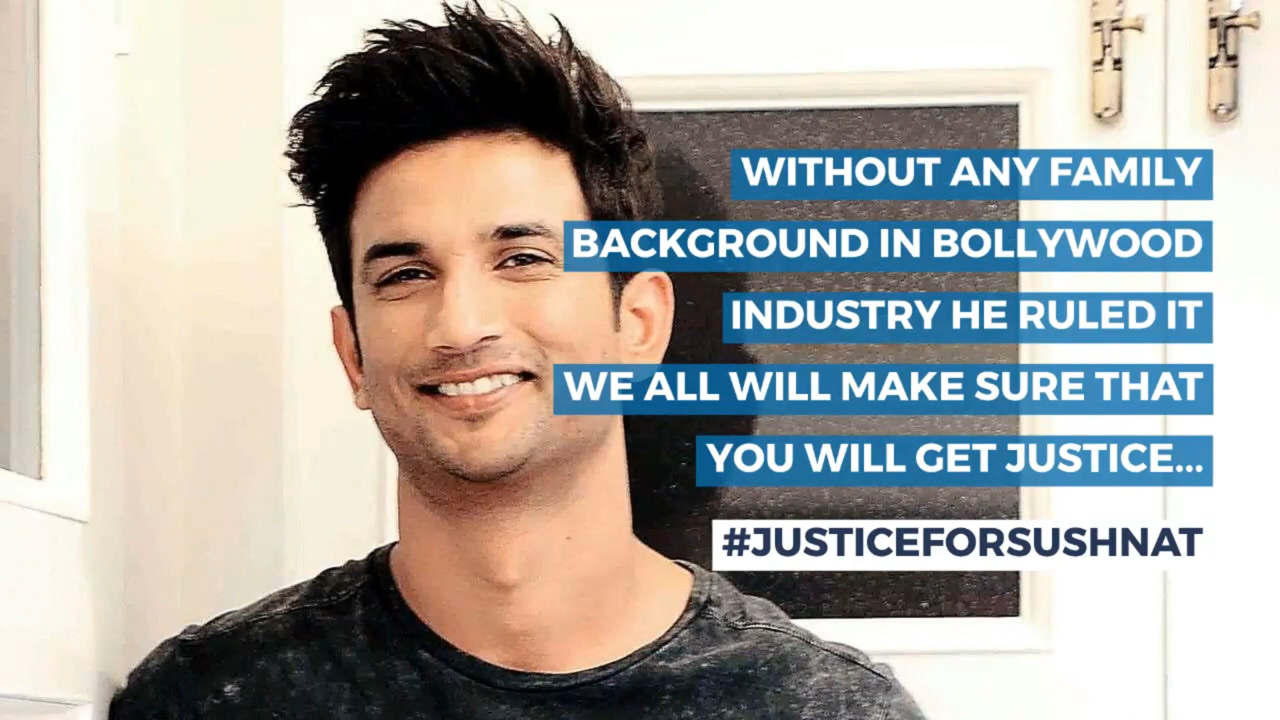 WITHOUT ANY FAMILY
BACKGROUND IN BOLLYWOOD
INDUSTRY HE RULED IT
WE ALL WILL MAKE SURE THAT
YOU WILL GET JUSTICE...
#JUSTICEFORSUSHNAT